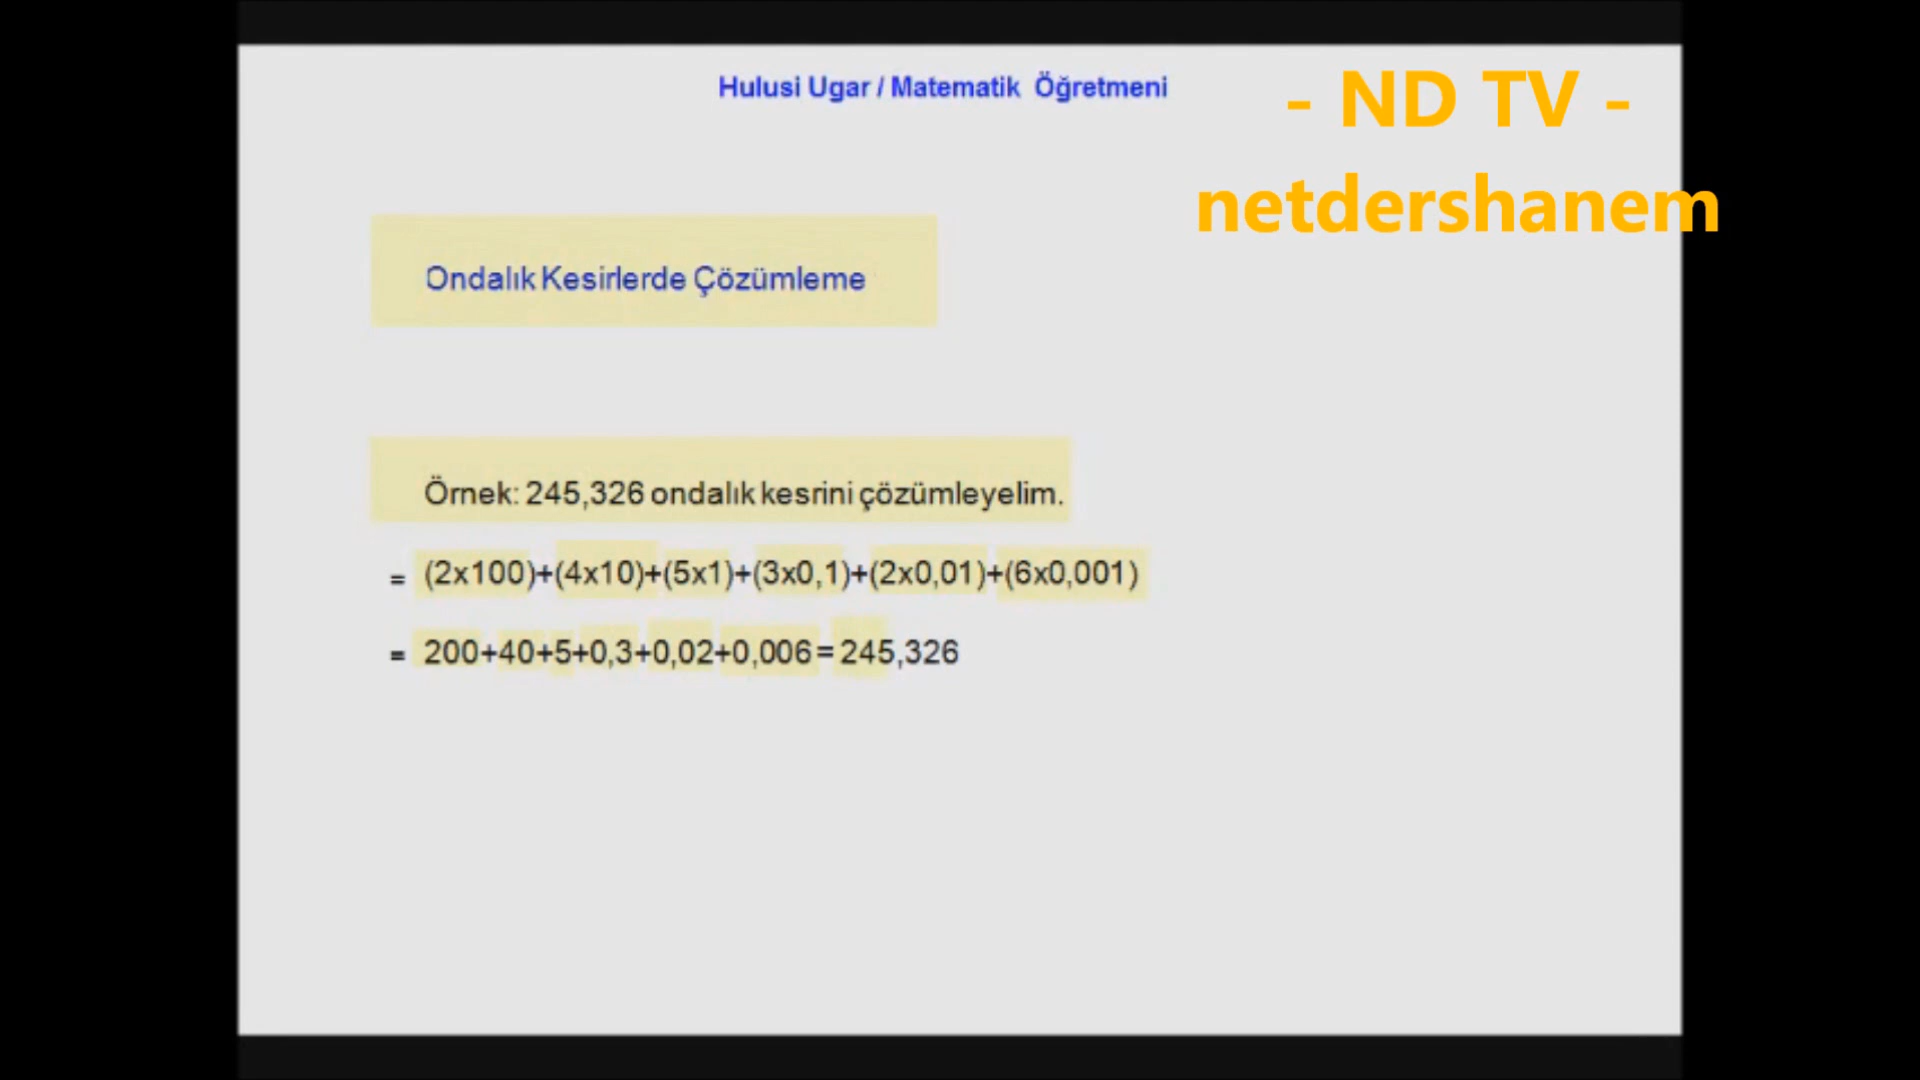 Hulusi Ugar / Matematik Öğretmeni
- ND TV -
netdershanem
Ondalık Kesirlerde Çözümleme
Örnek: 245,326 ondalık kesrini çözümleyelim.
= (2x100)+(4x10)+(5x1)+(3x0,1)+(2x0,01)+(6x0,001)
= 200+40+5+0,3+0,02+0,006 = 245,326